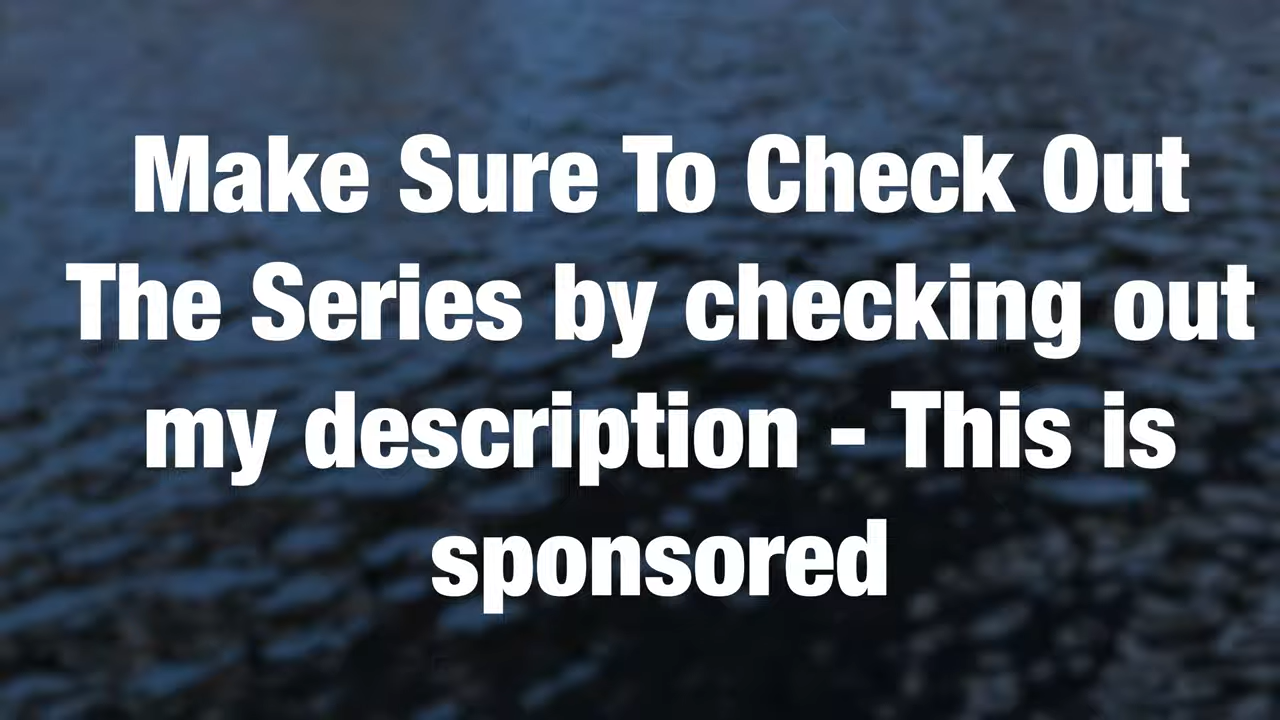 Make Sure To Check Out
The Series by checking out
my description - This is
sponsored